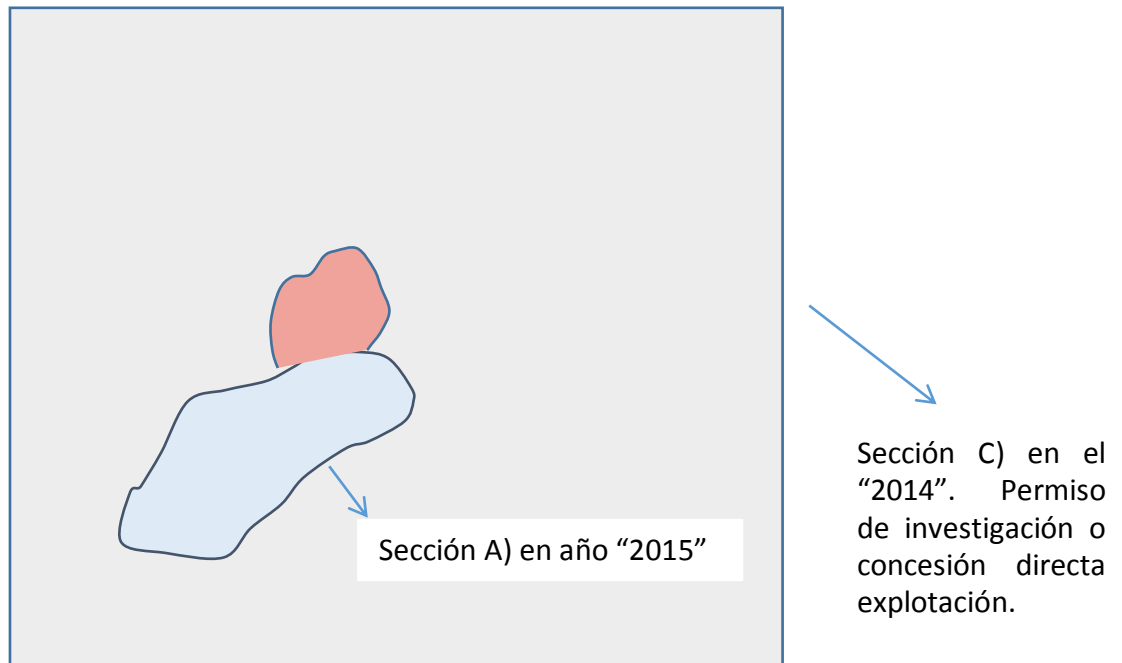 Sección A) en año “2015”
Sección C) en el
“2014”. Permiso
de investigación o
concesión directa
explotación.